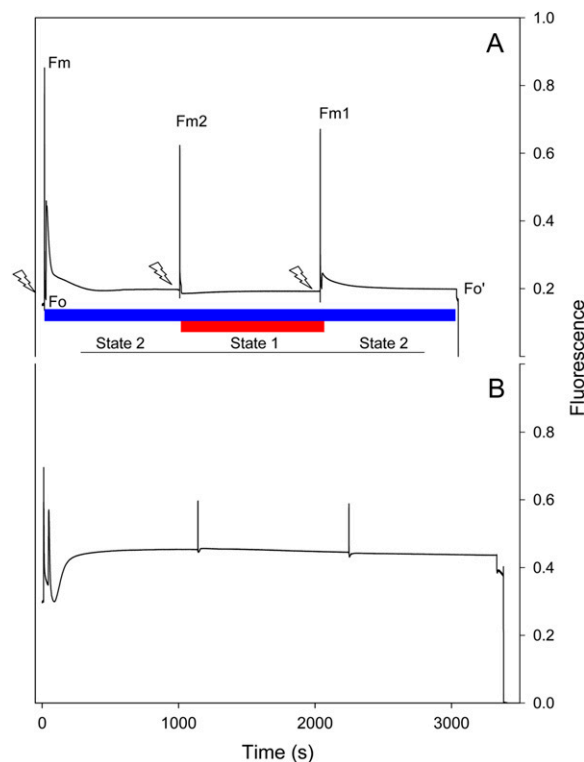 A
1.0
Fm
0.8
Fm2
Fm1
0.6
0.4
Fo
Fo'
0.2
State 2
State 1
State 2
Fluorescence
B
0.8
0.6
0.4
0.2
0.0
0
1000
2000
3000
Time (s)